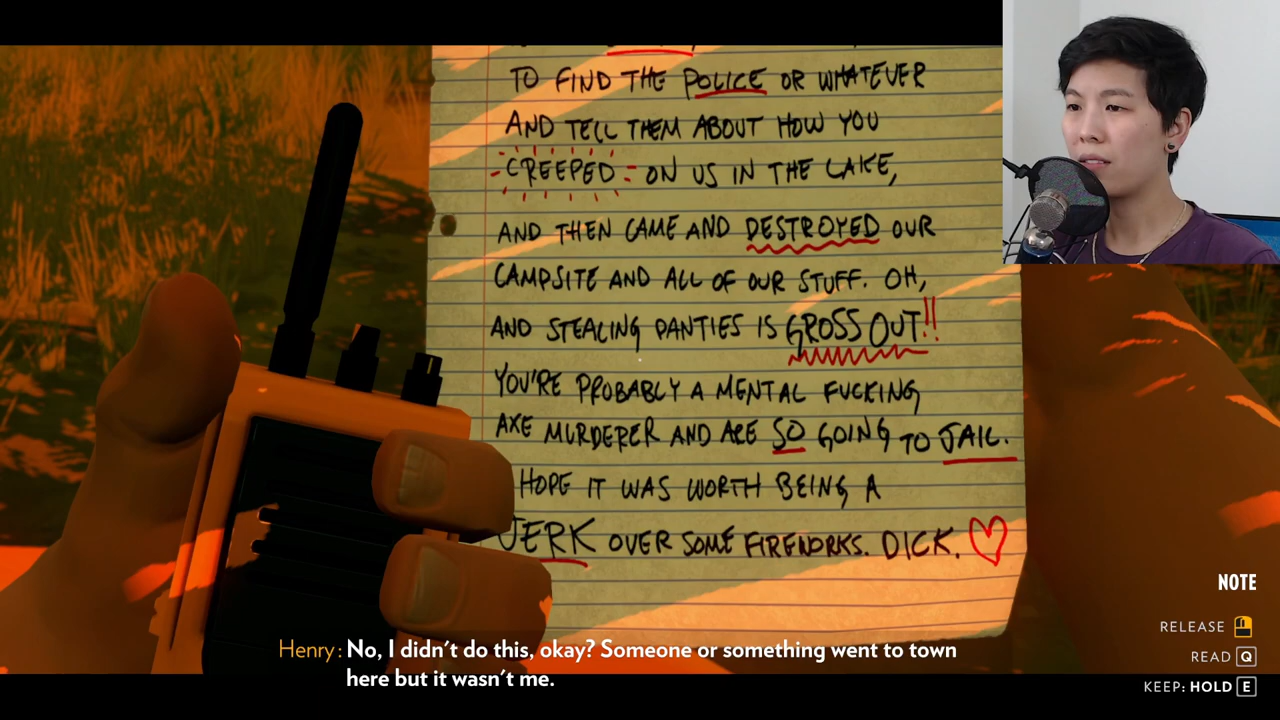 TO FIND THE POLICE OR WHATEVER
AND TELL THEM ABOUT HOW YOU
CREEPED ON US IN THE LAKE,
AND THEN CAME AND DESTROYED OUR
CAMPSITE AND ALL OF OUR STUFF. OH,
AND STEALING PANTIES IS GROSS OUT!!
YOU'RE PROBABLY A MENTAL FUCKING
AXE MURDERER AND ARE SO GOING TO JAIL.
HOPE IT WAS WORTH BEING A
JERK OVER SOME FIREWORKS. DICK.
NOTE
RELEASE
READ Q
KEEP: HOLD E
Henry: No, I didn't do this, okay? Someone or something went to town
here but it wasn't me.